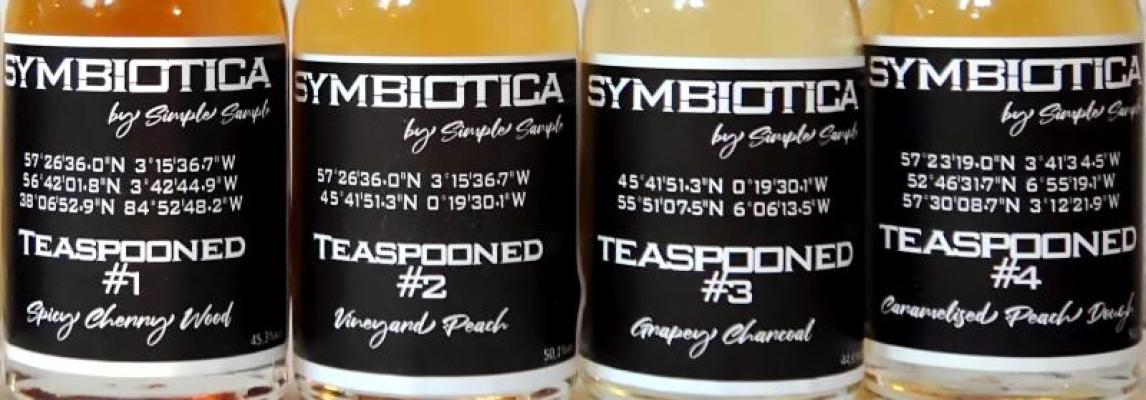 SYMBIOTICA
by Simple Sample
57°26'36.0"N 3°15'36.7"W
56°42'01.8"N 3°42'44.9"W
38°06'52.9"N 84°52'48.2"W
TEASPOONED
#1
Spicy Cherry Wood
45,3%
SYMBIOTICA
by Simple Sample
57°26'36.0"N 3°15'36.7"W
45°41'51.3"N 0°19'30.1"W
TEASPOONED
#2
Vineyard Peach
50,1%
SYMBIOTICA
by Simple Sample
45°41'51.3"N 0°19'30.1"W
55°51'07.5"N 6°06'13.5"W
TEASPOONED
#3
Grapey Charcoal
SYMBIOTICA
by Simple Sample
57°23'19.0"N 3°41'34.5"W
52°46'31.7"N 6°55'19.1"W
57°30'08.7"N 3°12'21.9"W
TEASPOONED
#4
Caramelised Peach Dough